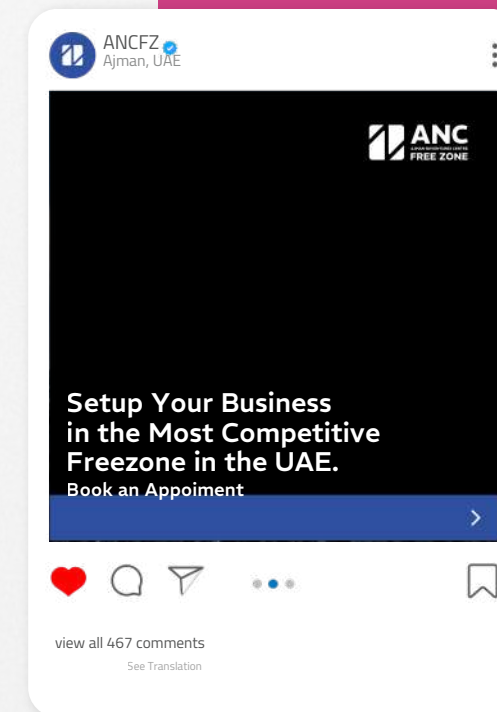 ANCFZ
Ajman, UAE
ANC
FREE ZONE
Setup Your Business
in the Most Competitive
Freezone in the UAE.
Book an Appoiment
view all 467 comments
See Translation